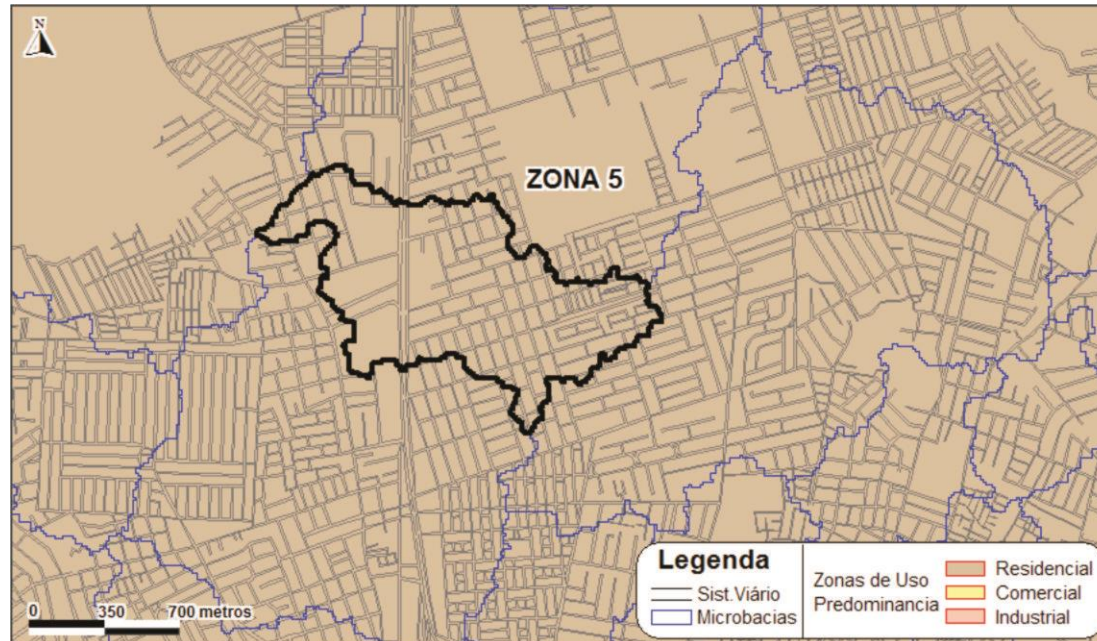 N
ZONA 5
0 350 700 metros
Legenda
Sist.Viário
Microbacias
Zonas de Uso
Predominancia
Residencial
Comercial
Industrial